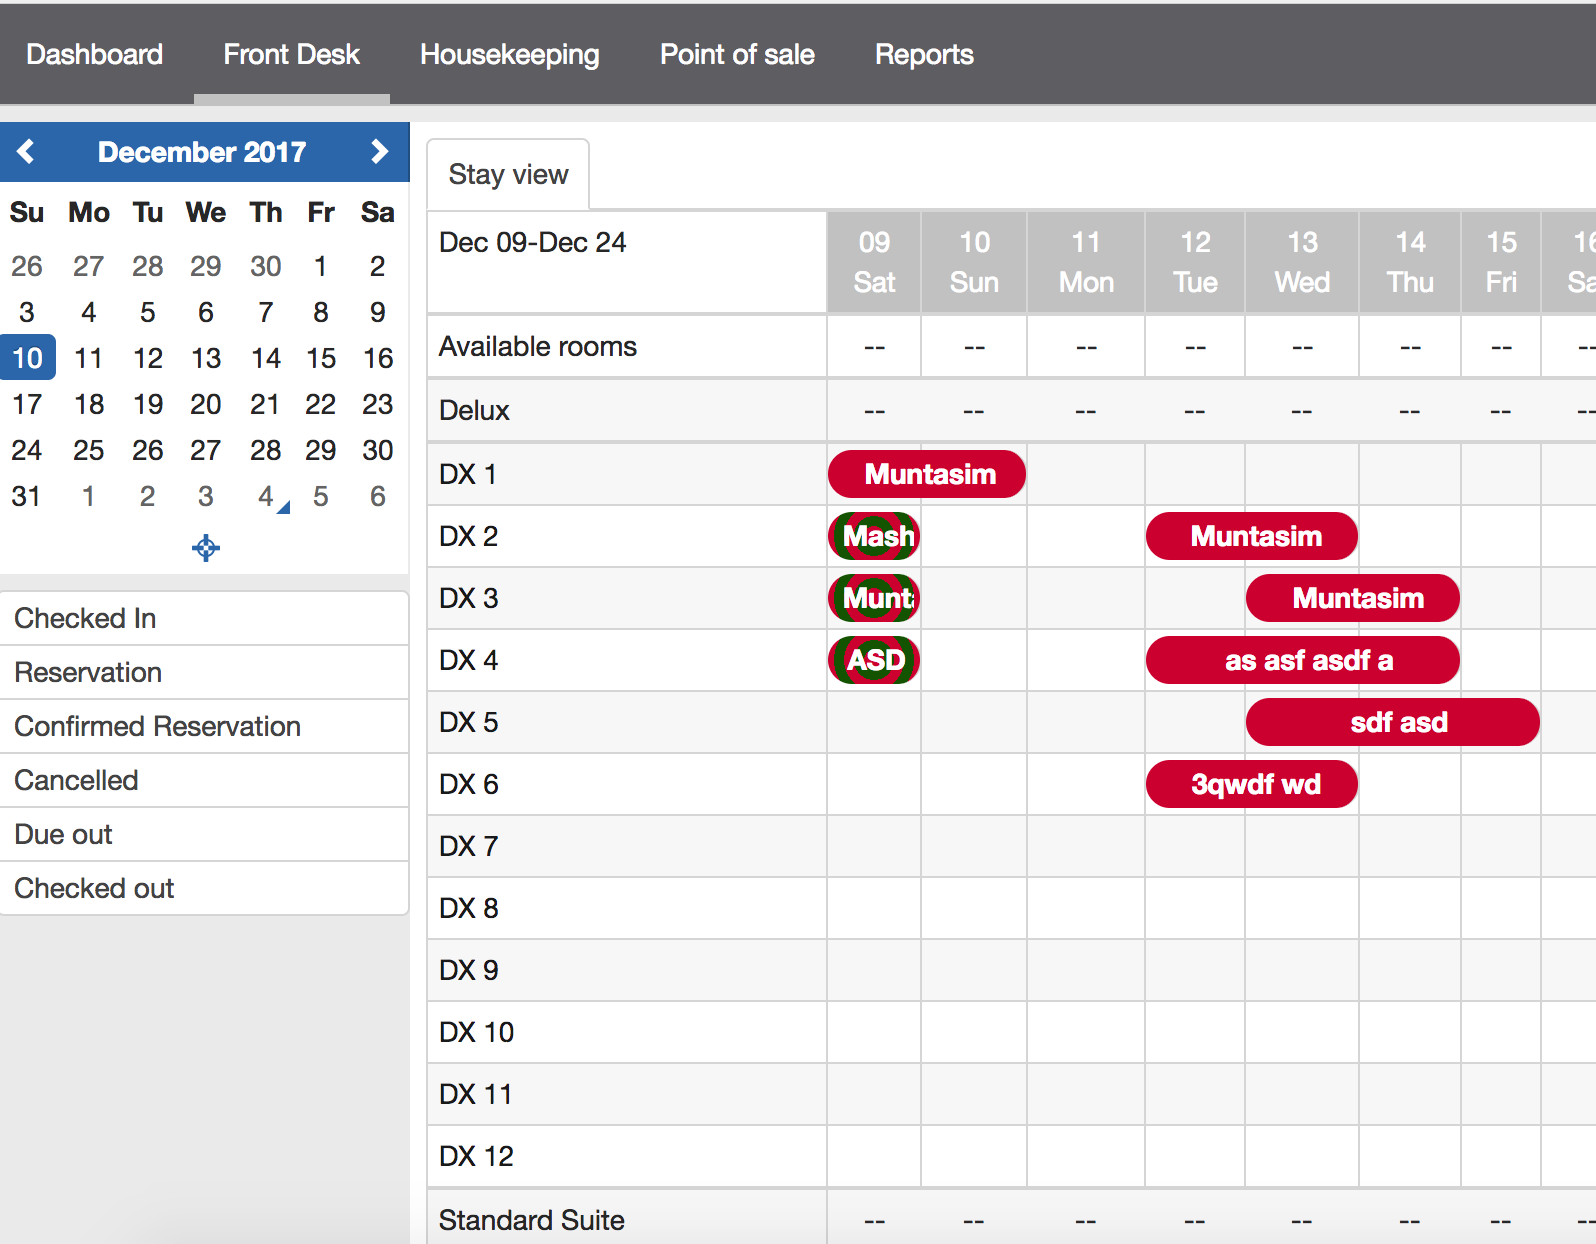 Dashboard Front Desk Housekeeping Point of sale Reports
December 2017
Su Mo Tu We Th Fr Sa
26 27 28 29 30 1 2
3 4 5 6 7 8 9
10 11 12 13 14 15 16
17 18 19 20 21 22 23
24 25 26 27 28 29 30
31 1 2 3 4 5 6
Checked In
Reservation
Confirmed Reservation
Cancelled
Due out
Checked out
Stay view
Dec 09-Dec 24 09 10 11 12 13 14 15
Sat Sun Mon Tue Wed Thu Fri
Available rooms -- -- -- -- -- -- -- --
Delux -- -- -- -- -- -- -- --
DX 1 Muntasim
DX 2 Mash Muntasim
DX 3 Munt Muntasim
DX 4 ASD as asf asdf a
DX 5 sdf asd
DX 6 3qwdf wd
DX 7
DX 8
DX 9
DX 10
DX 11
DX 12
Standard Suite -- -- -- -- -- -- -- --